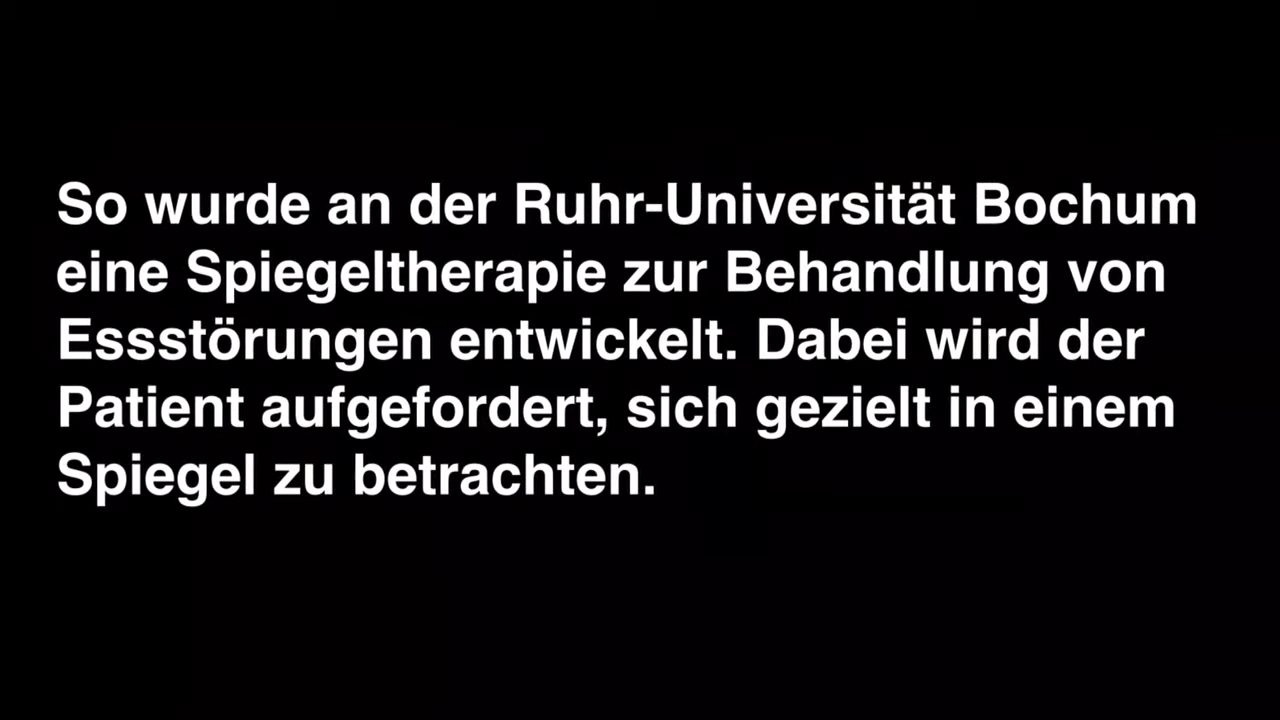 So wurde an der Ruhr-Universität Bochum
eine Spiegeltherapie zur Behandlung von
Essstörungen entwickelt. Dabei wird der
Patient aufgefordert, sich gezielt in einem
Spiegel zu betrachten.